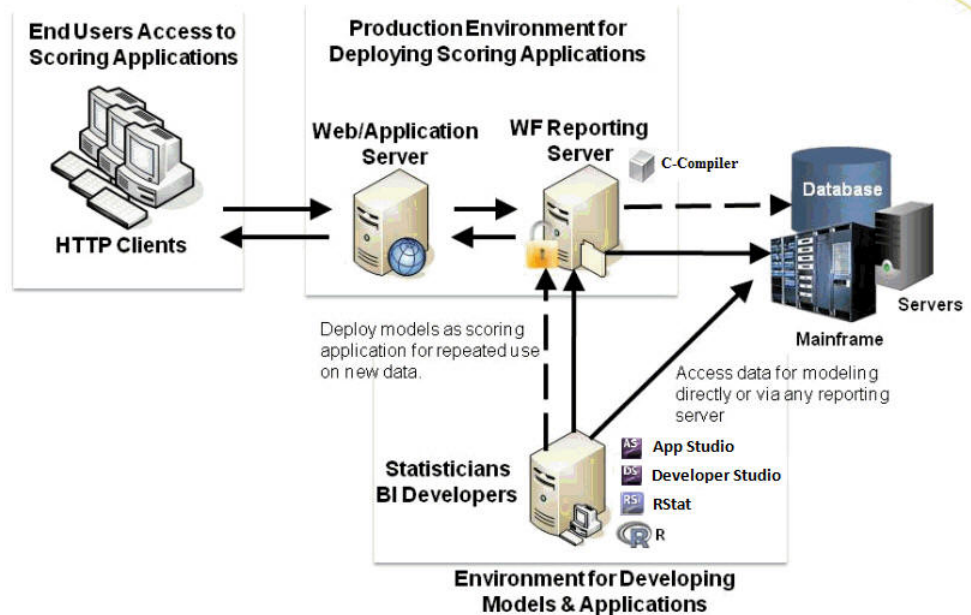 End Users Access to
Scoring Applications
HTTP Clients
Production Environment for
Deploying Scoring Applications
Web/Application
Server
WF Reporting
Server
C-Compiler
Database
Servers
Mainframe
Deploy models as scoring
application for repeated use
on new data.
Access data for modeling
directly or via any reporting
server
Statisticians
BI Developers
AS App Studio
DS Developer Studio
RS RStat
R R
Environment for Developing
Models & Applications